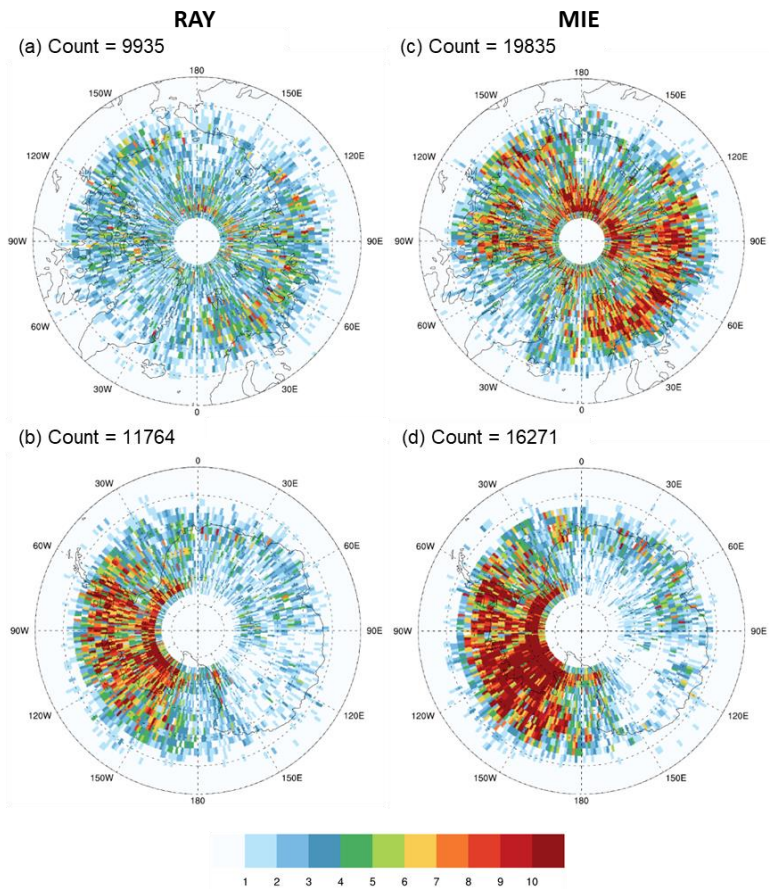 RAY
MIE
(a) Count = 9935
(c) Count = 19835
180
150W
150E
120W
120E
90W
90E
60W
60E
30W
30E
0
180
150W
150E
120W
120E
90W
90E
60W
60E
30W
30E
0
(b) Count = 11764
(d) Count = 16271
0
30W
30E
60W
60E
90W
90E
120W
120E
150W
150E
180
0
30W
30E
60W
60E
90W
90E
120W
120E
150W
150E
180
1 2 3 4 5 6 7 8 9 10